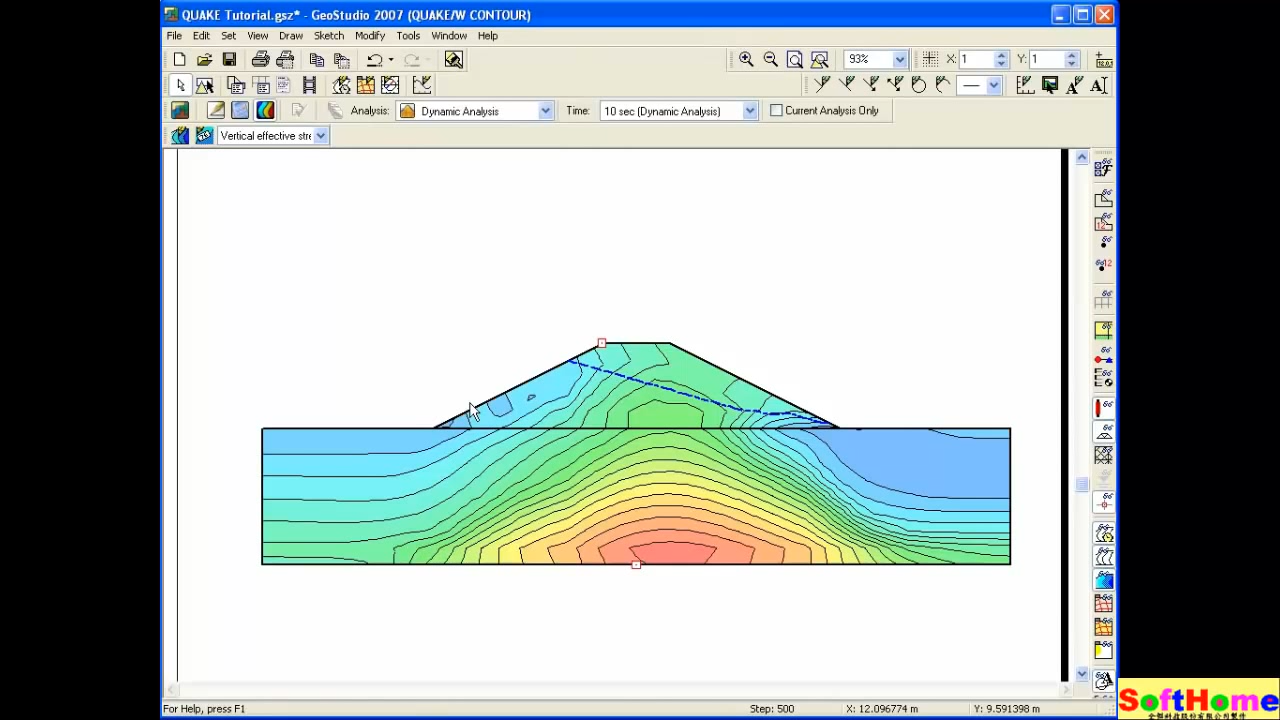 QUAKE Tutorial.gsz* - GeoStudio 2007 (QUAKE/W CONTOUR)
File Edit Set View Draw Sketch Modify Tools Window Help
93% X: 1 Y: 1
Analysis: Dynamic Analysis Time: 10 sec (Dynamic Analysis) Current Analysis Only
Vertical effective stre
For Help, press F1 Step: 500 X: 12.096774 m Y: 9.591398 m
SoftHome